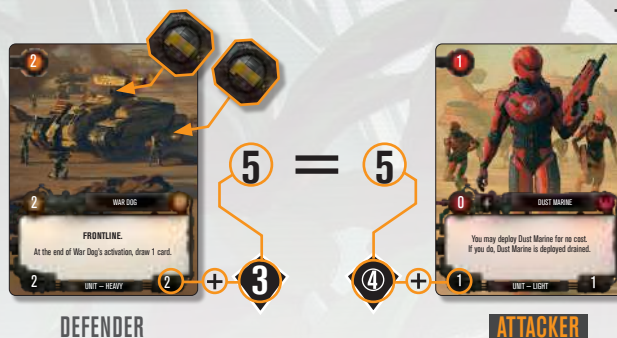 2
2
WAR DOG
FRONTLINE.
At the end of War Dog's activation, draw 1 card.
2
UNIT – HEAVY
2
+
3
5 = 5
④
+
1
0
DUST MARINE
You may deploy Dust Marine for no cost.
If you do, Dust Marine is deployed drained.
1
UNIT – LIGHT
1
DEFENDER
ATTACKER